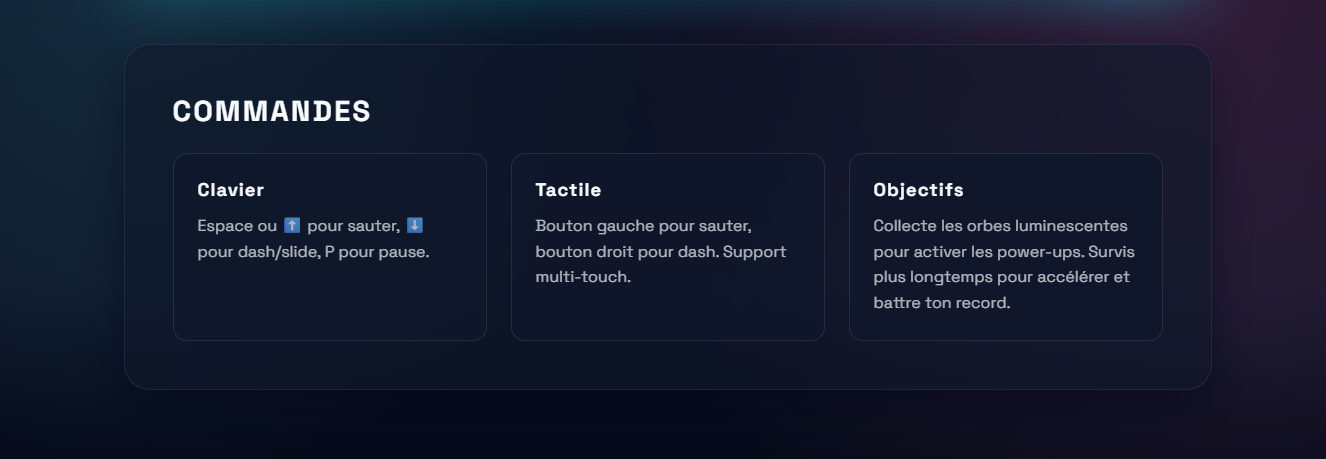 COMMANDES
Clavier
Espace ou ⬆️ pour sauter, ⬇️
pour dash/slide, P pour pause.
Tactile
Bouton gauche pour sauter,
bouton droit pour dash. Support
multi-touch.
Objectifs
Collecte les orbes luminescentes
pour activer les power-ups. Survis
plus longtemps pour accélérer et
battre ton record.